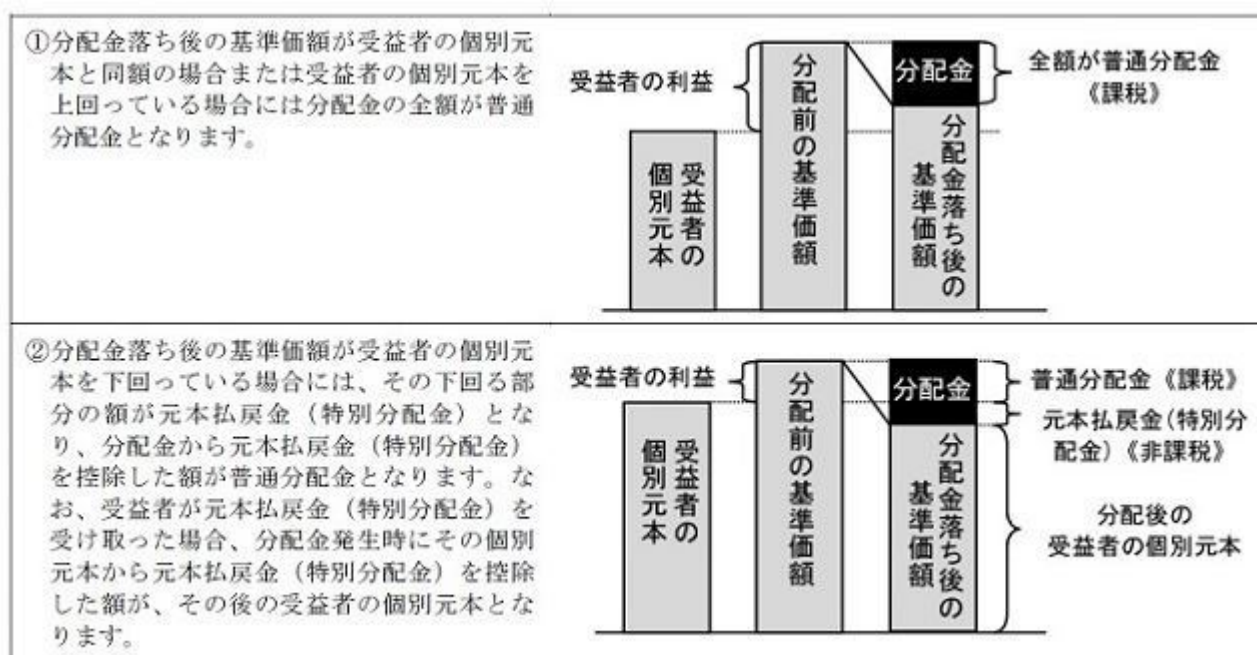 ①分配金落ち後の基準価額が受益者の個別元
本と同額の場合または受益者の個別元本を
上回っている場合には分配金の全額が普通
分配金となります。
受益者の利益
受益者の
個別元本
分配前の基準価額
分配金
分配金落ち後の
基準価額
全額が普通分配金
《課税》
②分配金落ち後の基準価額が受益者の個別元
本を下回っている場合には、その下回る部
分の額が元本払戻金（特別分配金）とな
り、分配金から元本払戻金（特別分配金）
を控除した額が普通分配金となります。な
お、受益者が元本払戻金（特別分配金）を
受け取った場合、分配金発生時にその個別
元本から元本払戻金（特別分配金）を控除
した額が、その後の受益者の個別元本とな
ります。
受益者の利益
受益者の
個別元本
分配前の基準価額
分配金
分配金落ち後の
基準価額
普通分配金《課税》
元本払戻金（特別分
配金）《非課税》
分配後の
受益者の個別元本